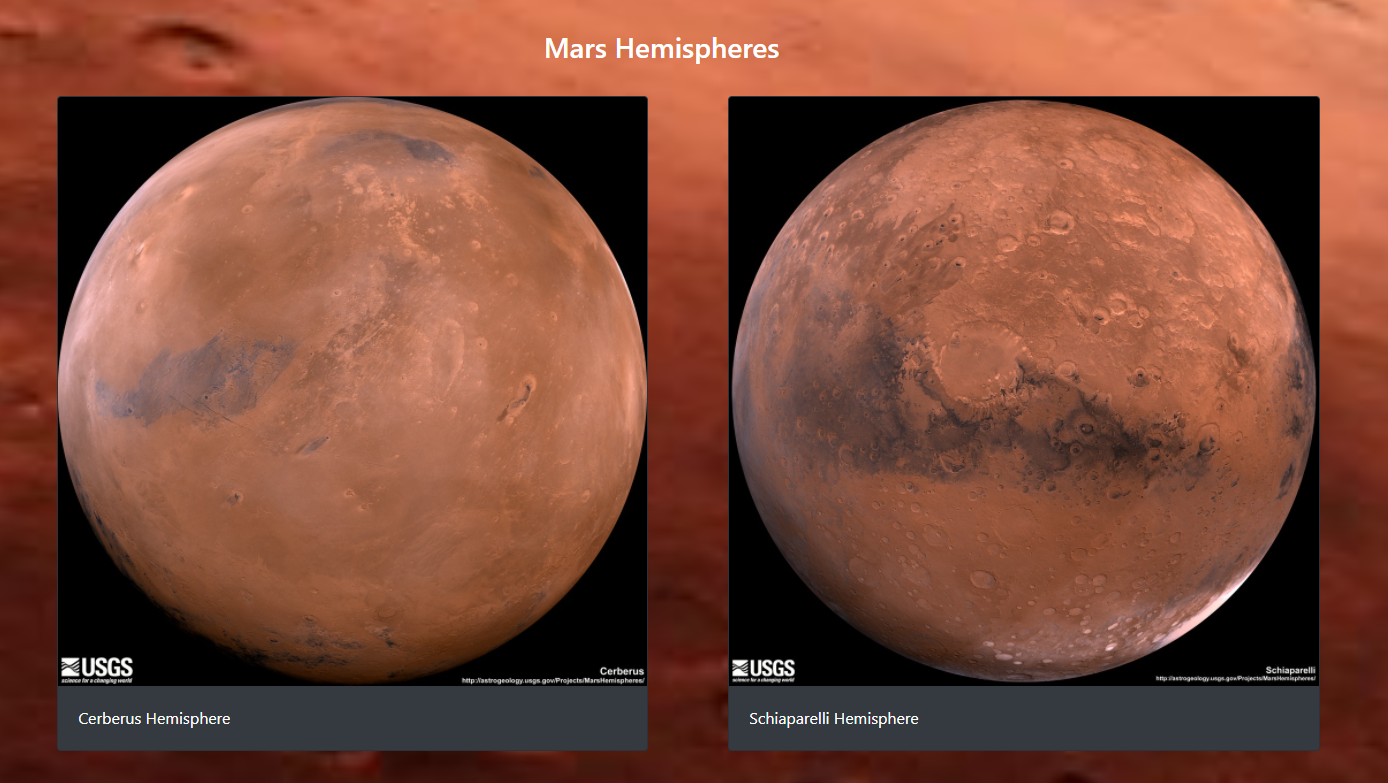 Mars Hemispheres
USGS
science for a changing world
Cerberus
http://astrogeology.usgs.gov/Projects/MarsHemispheres/
Cerberus Hemisphere
USGS
science for a changing world
Schiaparelli
http://astrogeology.usgs.gov/Projects/MarsHemispheres/
Schiaparelli Hemisphere